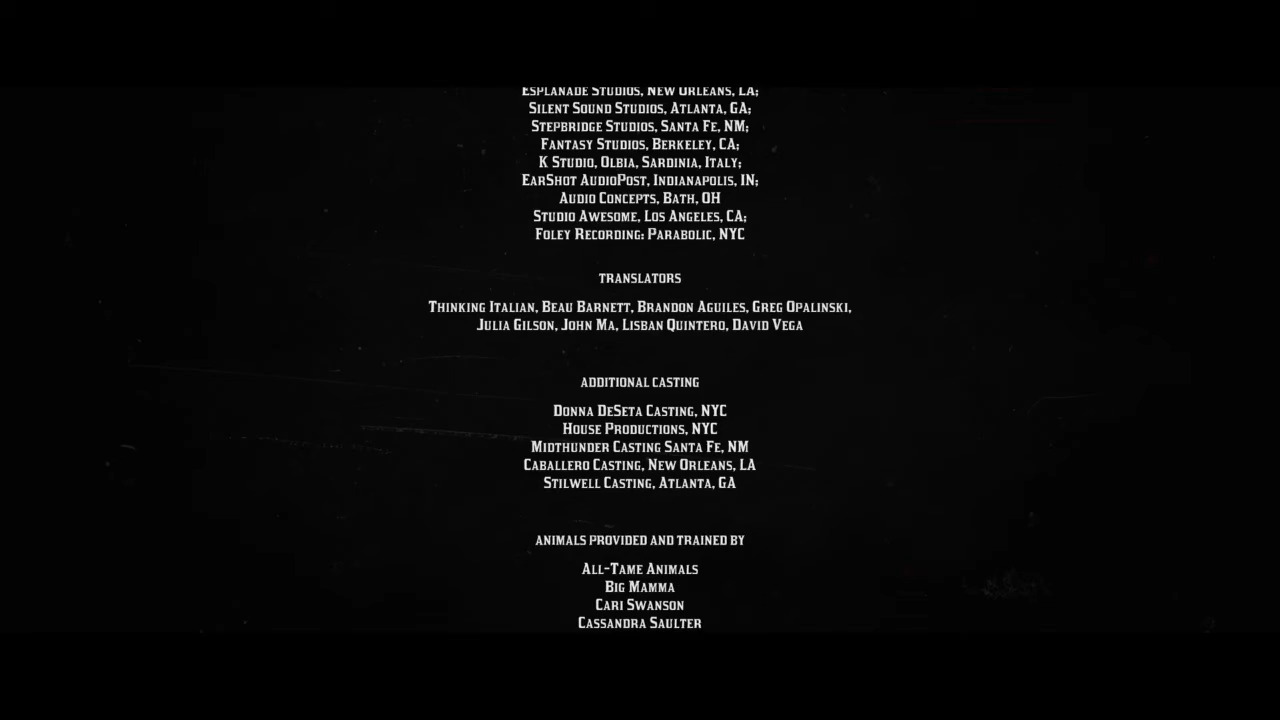 Esplanade Studios, New Orleans, LA;
Silent Sound Studios, Atlanta, GA;
Stepbridge Studios, Santa Fe, NM;
Fantasy Studios, Berkeley, CA;
K Studio, Olbia, Sardinia, Italy;
EarShot AudioPost, Indianapolis, IN;
Audio Concepts, Bath, OH
Studio Awesome, Los Angeles, CA;
Foley Recording: Parabolic, NYC
TRANSLATORS
Thinking Italian, Beau Barnett, Brandon Aguiles, Greg Opalinski,
Julia Gilson, John Ma, Lisban Quintero, David Vega
ADDITIONAL CASTING
Donna DeSeta Casting, NYC
House Productions, NYC
Midthunder Casting Santa Fe, NM
Caballero Casting, New Orleans, LA
Stilwell Casting, Atlanta, GA
ANIMALS PROVIDED AND TRAINED BY
All-Tame Animals
Big Mamma
Cari Swanson
Cassandra Saulter